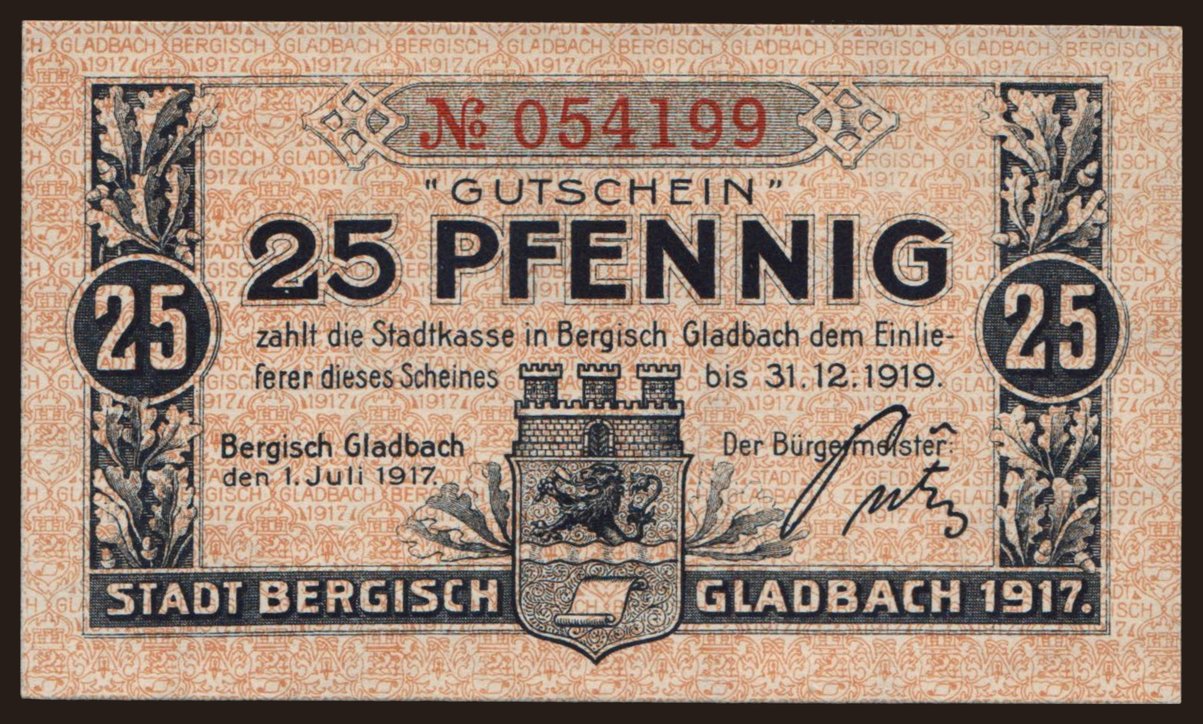 № 054199
"GUTSCHEIN"
25 PFENNIG
25
25
zahlt die Stadtkasse in Bergisch Gladbach dem Einlie-
ferer dieses Scheines bis 31.12.1919.
Bergisch Gladbach
den 1. Juli 1917.
Der Bürgermeister:
STADT BERGISCH GLADBACH 1917.